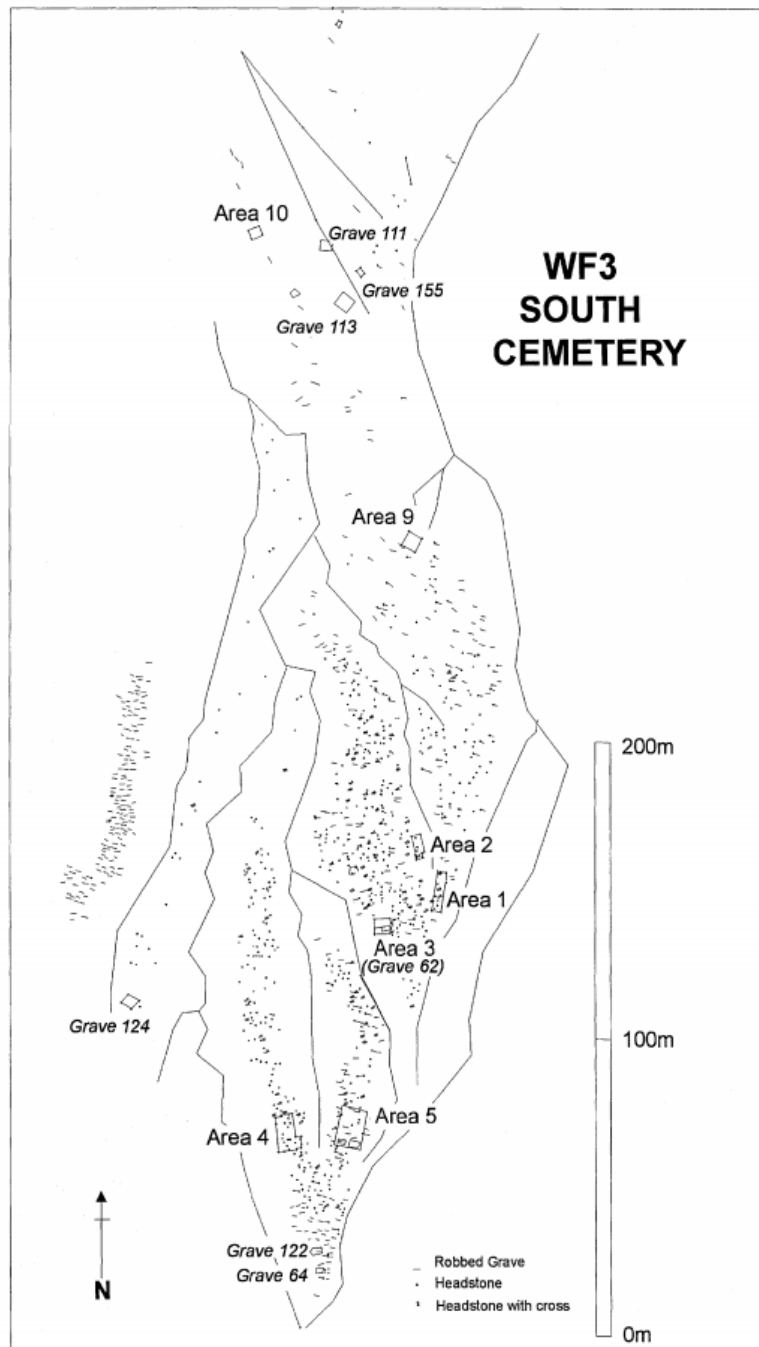 Area 10
Grave 111
WF3
SOUTH
CEMETERY
Grave 155
Grave 113
Area 9
200m
Area 2
Area 1
Area 3
(Grave 62)
Grave 124
100m
Area 4
Area 5
Grave 122
Grave 64
N
Robbed Grave
Headstone
Headstone with cross
0m